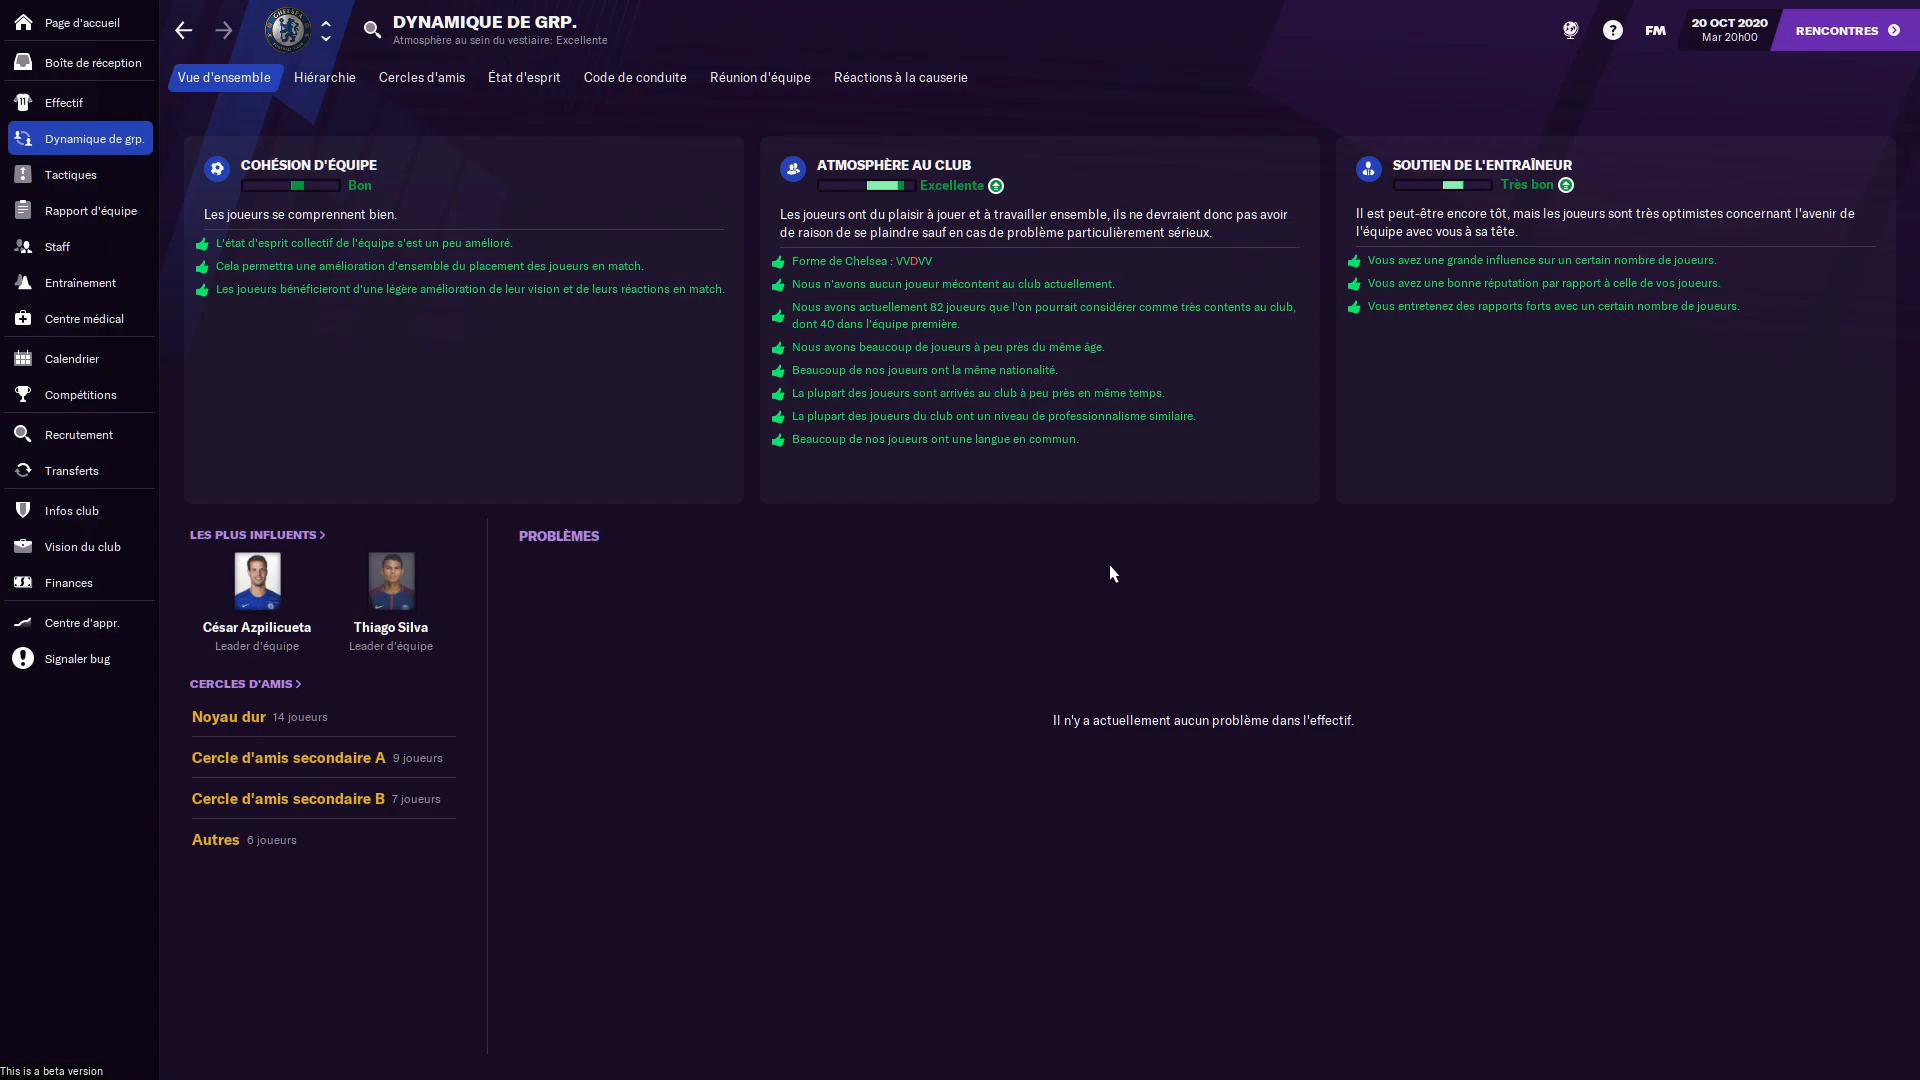 Page d'accueil
Boîte de réception
Effectif
Dynamique de grp.
Tactiques
Rapport d'équipe
Staff
Entraînement
Centre médical
Calendrier
Compétitions
Recrutement
Transferts
Infos club
Vision du club
Finances
Centre d'appr.
Signaler bug
This is a beta version
DYNAMIQUE DE GRP.
Atmosphère au sein du vestiaire: Excellente
FM
20 OCT 2020
Mar 20h00
RENCONTRES
Vue d'ensemble Hiérarchie Cercles d'amis État d'esprit Code de conduite Réunion d'équipe Réactions à la causerie
COHÉSION D'ÉQUIPE
Bon
Les joueurs se comprennent bien.
L'état d'esprit collectif de l'équipe s'est un peu amélioré.
Cela permettra une amélioration d'ensemble du placement des joueurs en match.
Les joueurs bénéficieront d'une légère amélioration de leur vision et de leurs réactions en match.
ATMOSPHÈRE AU CLUB
Excellente
Les joueurs ont du plaisir à jouer et à travailler ensemble, ils ne devraient donc pas avoir
de raison de se plaindre sauf en cas de problème particulièrement sérieux.
Forme de Chelsea : VVDVV
Nous n'avons aucun joueur mécontent au club actuellement.
Nous avons actuellement 82 joueurs que l'on pourrait considérer comme très contents au club,
dont 40 dans l'équipe première.
Nous avons beaucoup de joueurs à peu près du même âge.
Beaucoup de nos joueurs ont la même nationalité.
La plupart des joueurs sont arrivés au club à peu près en même temps.
La plupart des joueurs du club ont un niveau de professionnalisme similaire.
Beaucoup de nos joueurs ont une langue en commun.
SOUTIEN DE L'ENTRAÎNEUR
Très bon
Il est peut-être encore tôt, mais les joueurs sont très optimistes concernant l'avenir de
l'équipe avec vous à sa tête.
Vous avez une grande influence sur un certain nombre de joueurs.
Vous avez une bonne réputation par rapport à celle de vos joueurs.
Vous entretenez des rapports forts avec un certain nombre de joueurs.
LES PLUS INFLUENTS
César Azpilicueta
Leader d'équipe
Thiago Silva
Leader d'équipe
CERCLES D'AMIS
Noyau dur 14 joueurs
Cercle d'amis secondaire A 9 joueurs
Cercle d'amis secondaire B 7 joueurs
Autres 6 joueurs
PROBLÈMES
Il n'y a actuellement aucun problème dans l'effectif.